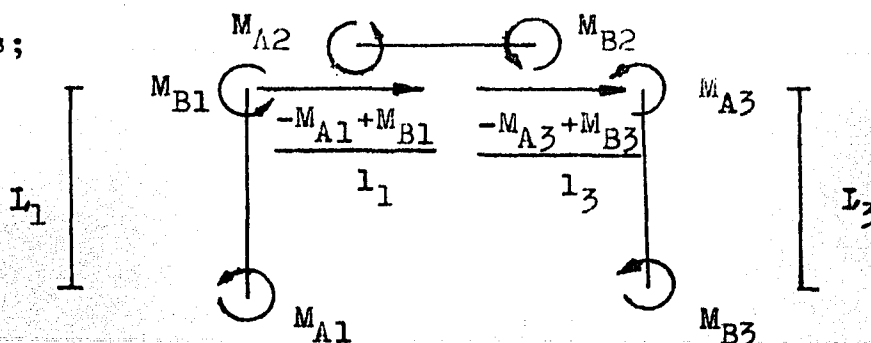 M_A2 M_B2
M_B1 M_A3
-M_A1+M_B1 -M_A3+M_B3
l_1 l_3
L_1 L_3
M_A1 M_B3